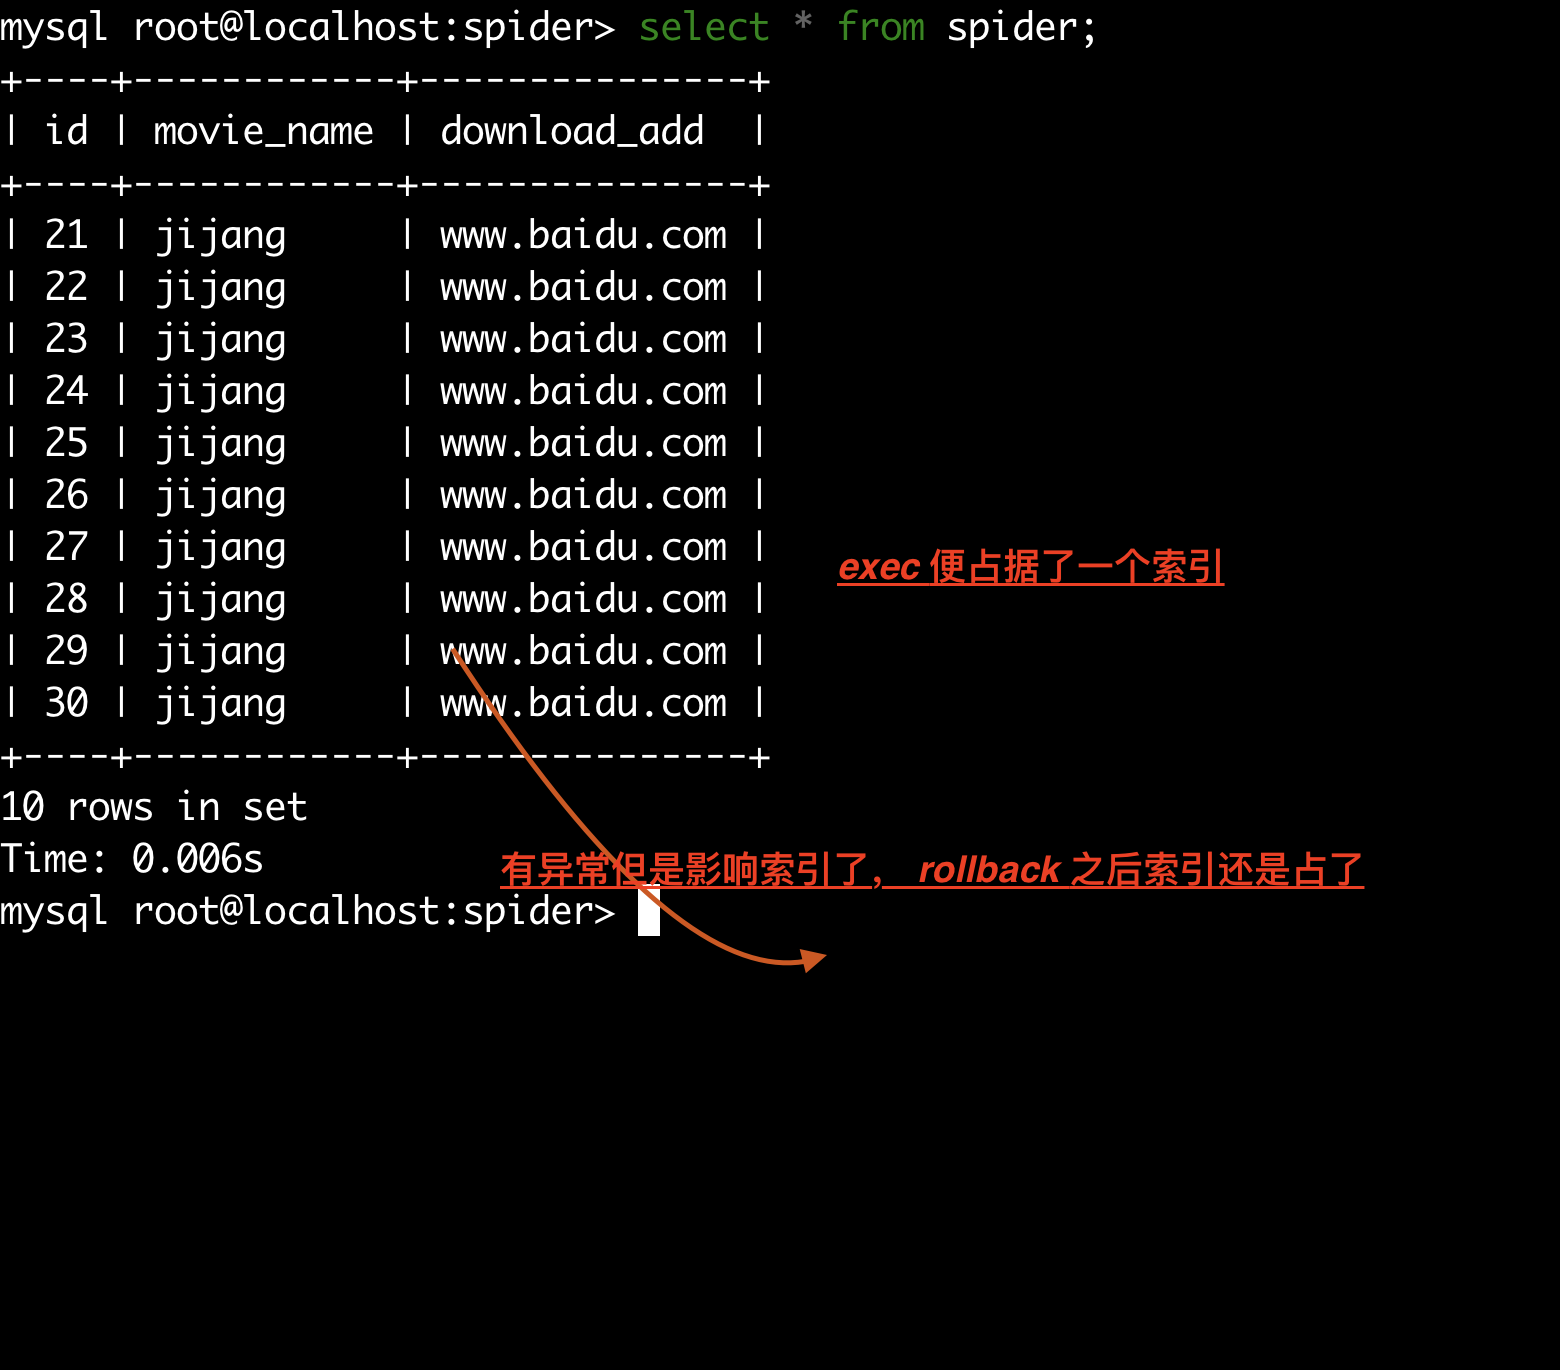 mysql root@localhost:spider> select * from spider;
+----+------------+---------------+
| id | movie_name | download_add  |
+----+------------+---------------+
| 21 | jijang     | www.baidu.com |
| 22 | jijang     | www.baidu.com |
| 23 | jijang     | www.baidu.com |
| 24 | jijang     | www.baidu.com |
| 25 | jijang     | www.baidu.com |
| 26 | jijang     | www.baidu.com |
| 27 | jijang     | www.baidu.com |
exec 便占据了一个索引
| 28 | jijang     | www.baidu.com |
| 29 | jijang     | www.baidu.com |
| 30 | jijang     | www.baidu.com |
+----+------------+---------------+
10 rows in set
Time: 0.006s
有异常但是影响索引了， rollback 之后索引还是占了
mysql root@localhost:spider>